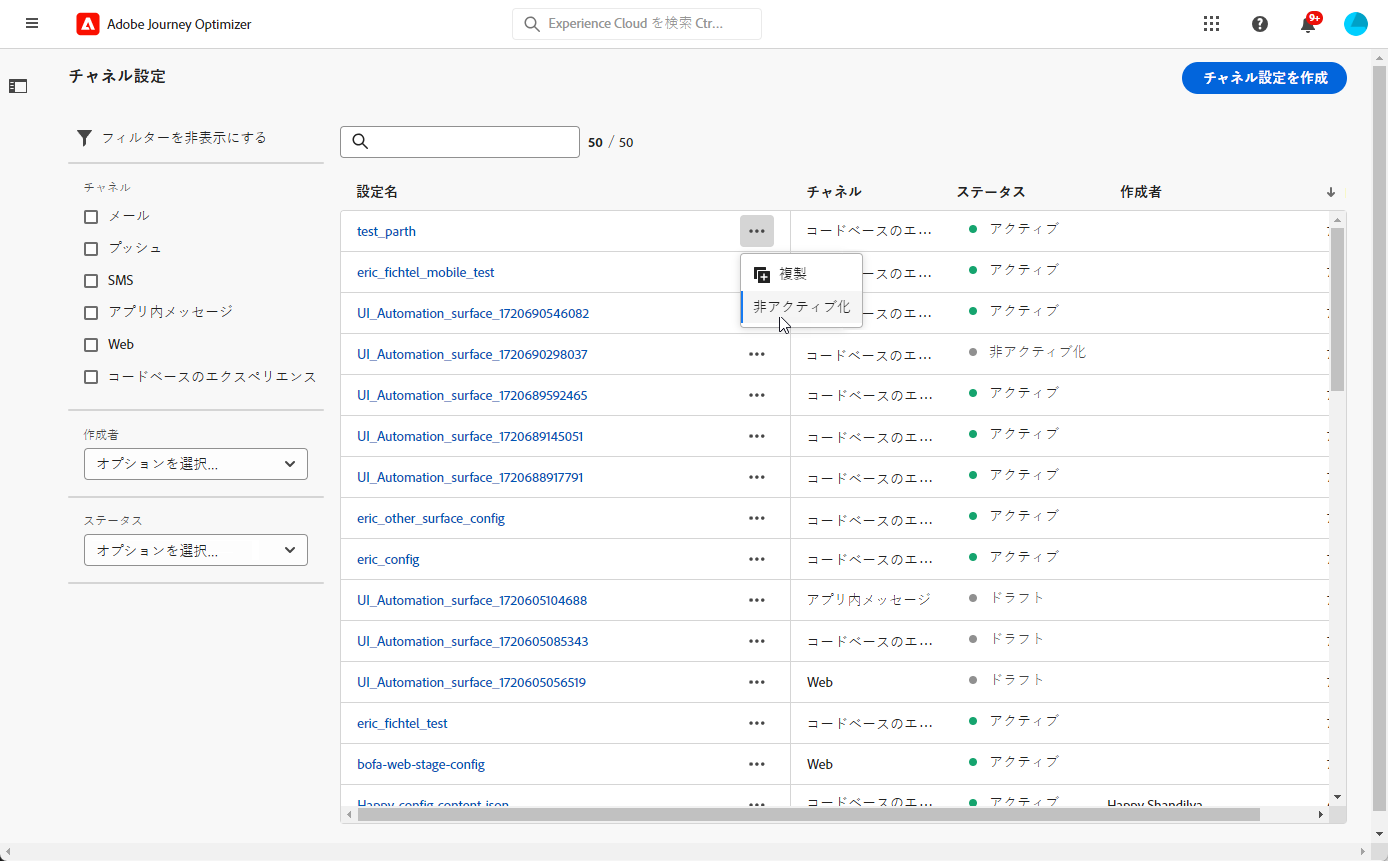 Adobe Journey Optimizer
Experience Cloud を検索 Ctr...
9+
チャネル設定
チャネル設定を作成
フィルターを非表示にする
50 / 50
チャネル
メール
プッシュ
SMS
アプリ内メッセージ
Web
コードベースのエクスペリエンス
作成者
オプションを選択...
ステータス
オプションを選択...
設定名 チャネル ステータス 作成者
test_parth コードベースのエ... アクティブ
複製
非アクティブ化
eric_fichtel_mobile_test ースのエ... アクティブ
UI_Automation_surface_1720690546082 ースのエ... アクティブ
UI_Automation_surface_1720690298037 コードベースのエ... 非アクティブ化
UI_Automation_surface_1720689592465 コードベースのエ... アクティブ
UI_Automation_surface_1720689145051 コードベースのエ... アクティブ
UI_Automation_surface_1720688917791 コードベースのエ... アクティブ
eric_other_surface_config コードベースのエ... アクティブ
eric_config コードベースのエ... アクティブ
UI_Automation_surface_1720605104688 アプリ内メッセージ ドラフト
UI_Automation_surface_1720605085343 コードベースのエ... ドラフト
UI_Automation_surface_1720605056519 Web ドラフト
eric_fichtel_test コードベースのエ... アクティブ
bofa-web-stage-config Web アクティブ
Happy-config-content-json コードベースのエ... アクティブ Happy Shandilya